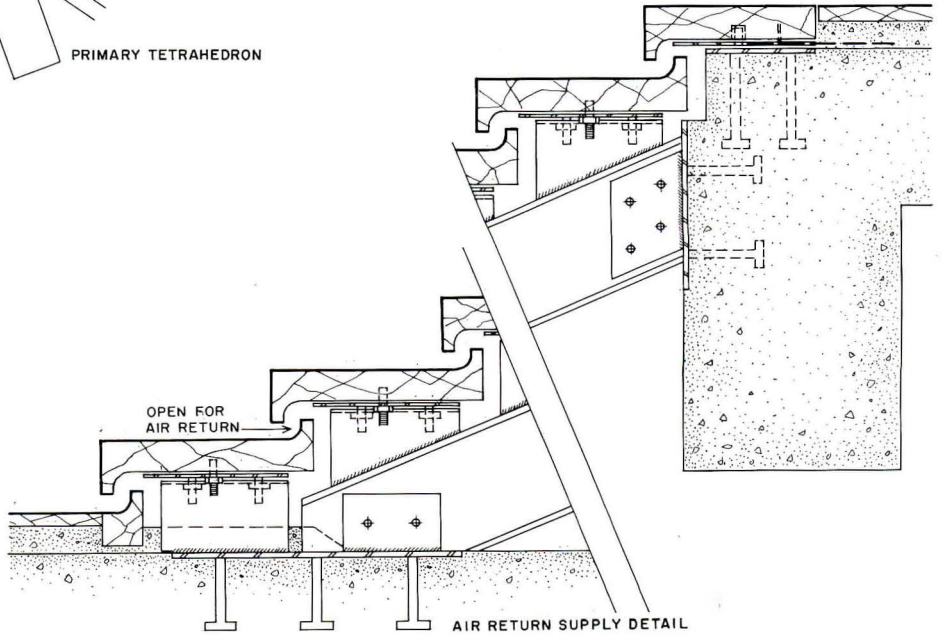 PRIMARY TETRAHEDRON
OPEN FOR
AIR RETURN
AIR RETURN SUPPLY DETAIL